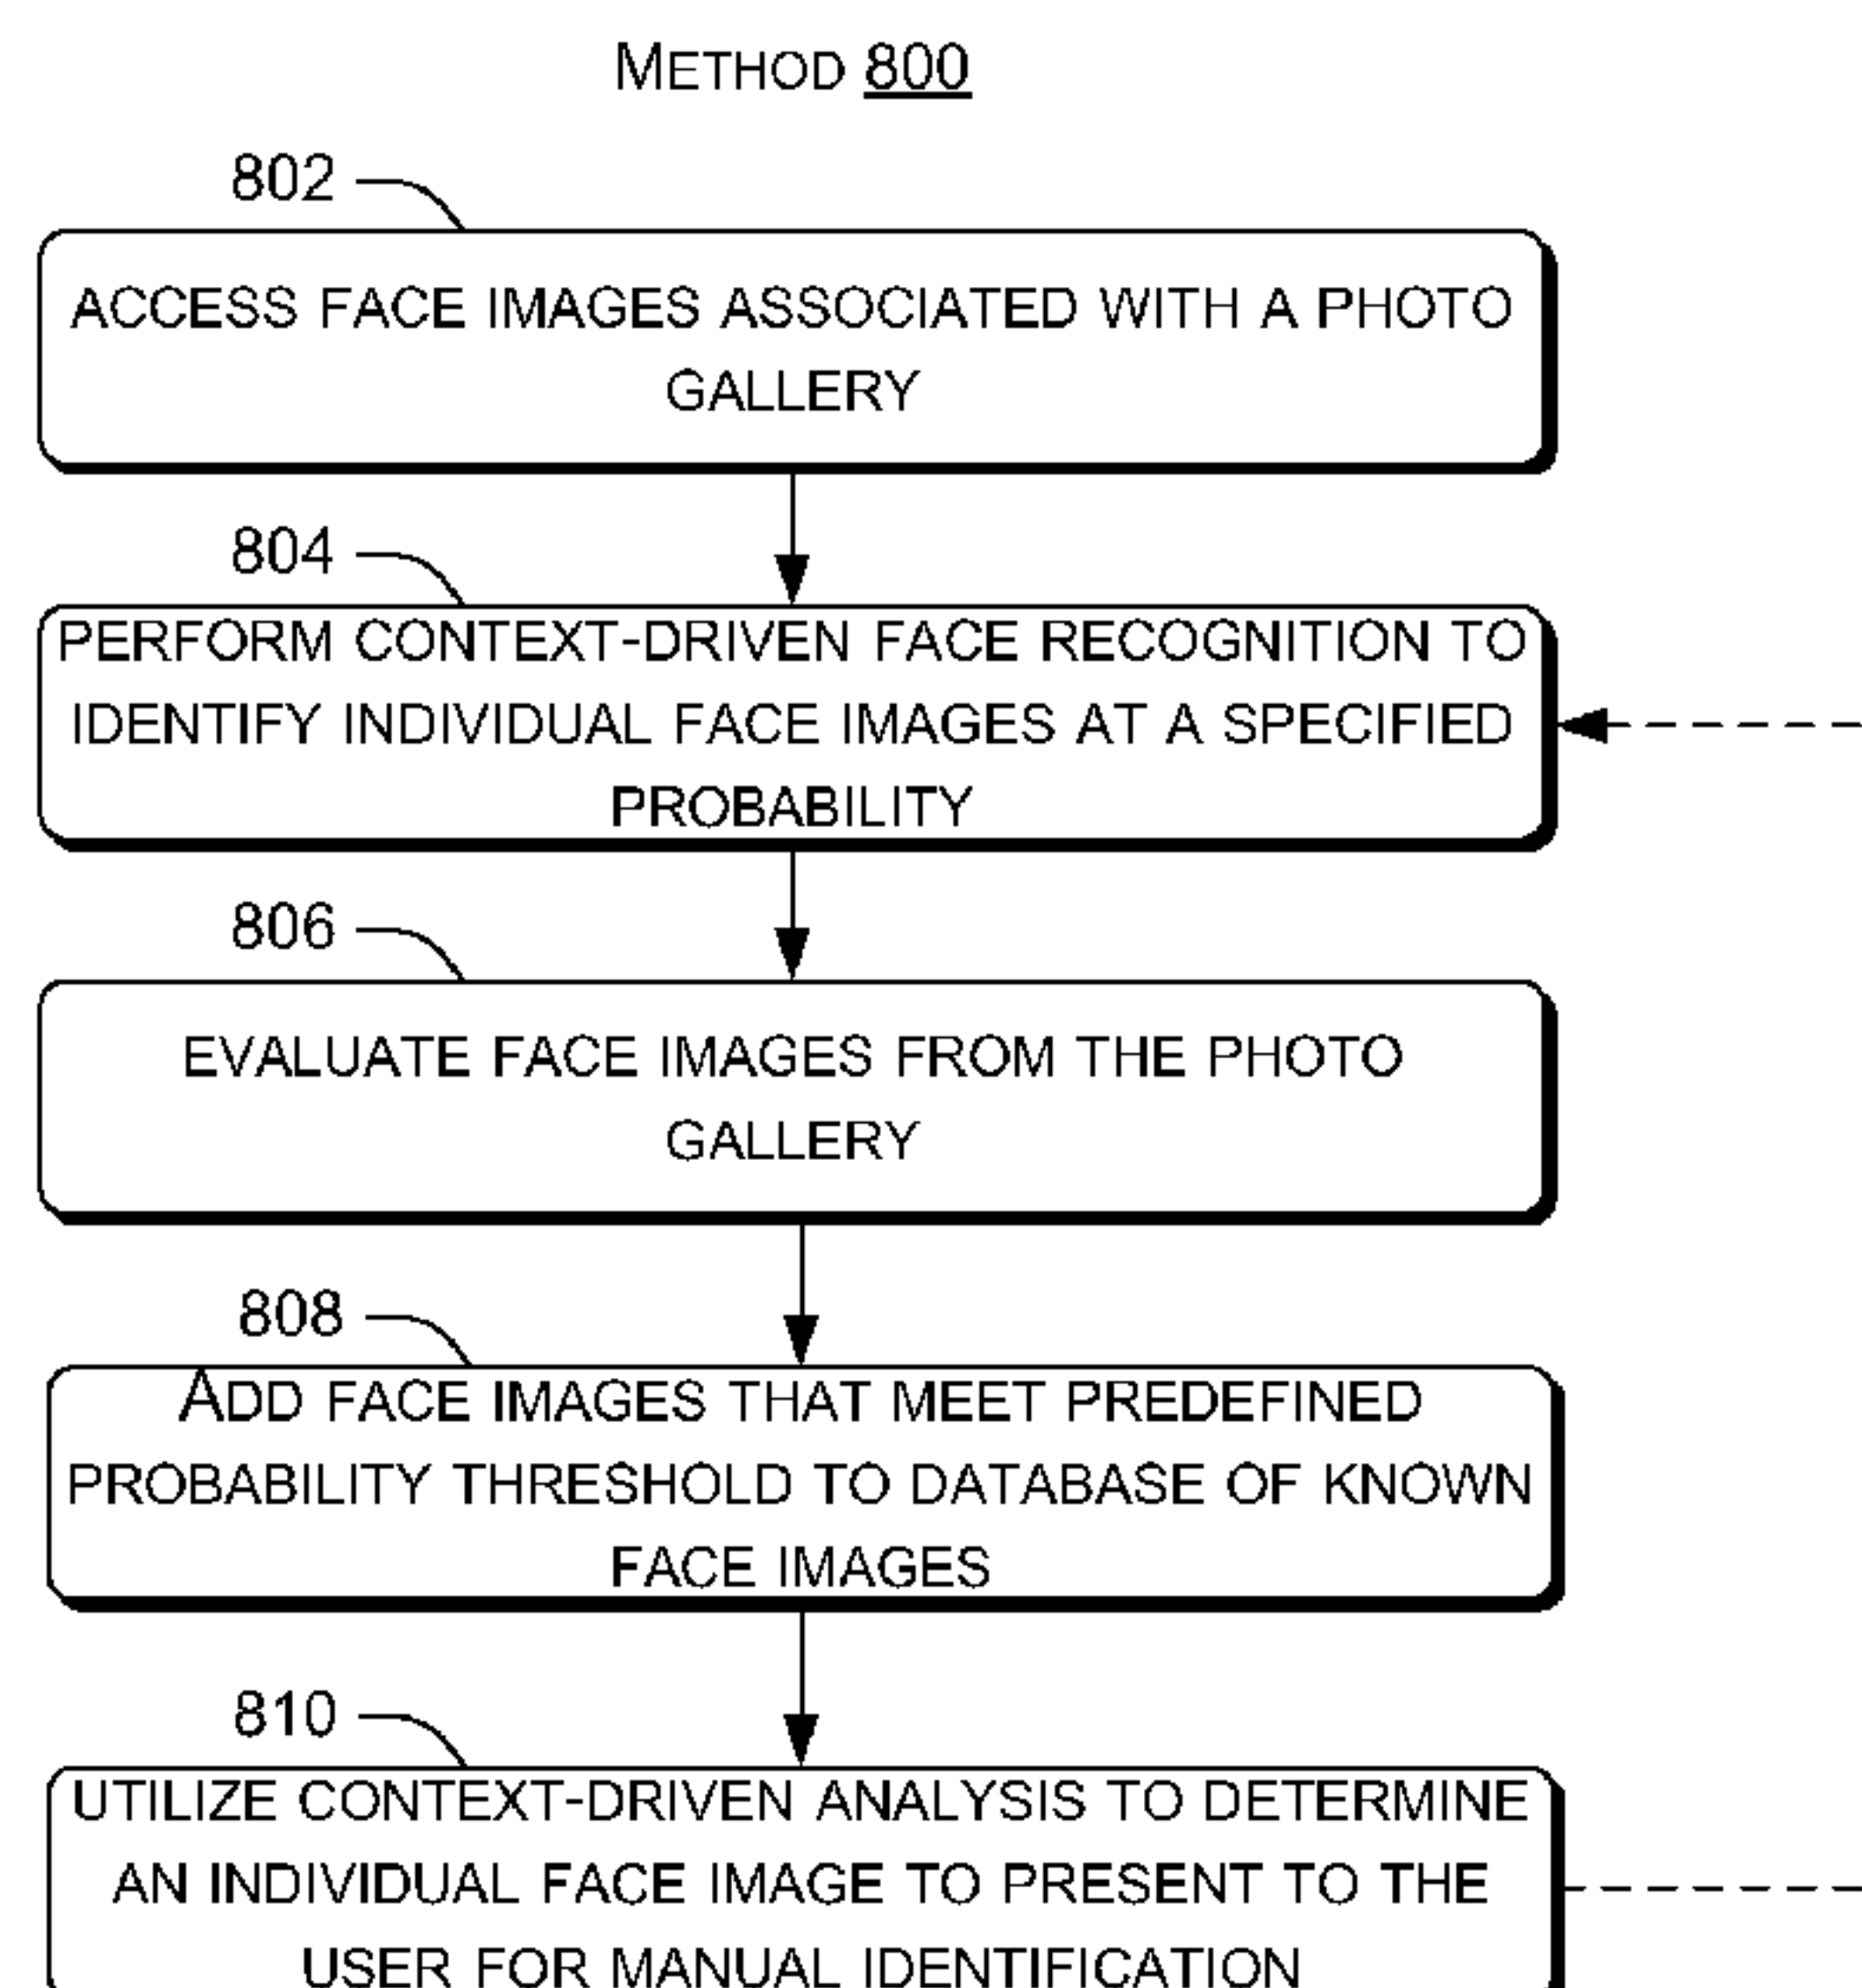 METHOD 800
802
ACCESS FACE IMAGES ASSOCIATED WITH A PHOTO
GALLERY
804
PERFORM CONTEXT-DRIVEN FACE RECOGNITION TO
IDENTIFY INDIVIDUAL FACE IMAGES AT A SPECIFIED
PROBABILITY
806
EVALUATE FACE IMAGES FROM THE PHOTO
GALLERY
808
ADD FACE IMAGES THAT MEET PREDEFINED
PROBABILITY THRESHOLD TO DATABASE OF KNOWN
FACE IMAGES
810
UTILIZE CONTEXT-DRIVEN ANALYSIS TO DETERMINE
AN INDIVIDUAL FACE IMAGE TO PRESENT TO THE
USER FOR MANUAL IDENTIFICATION